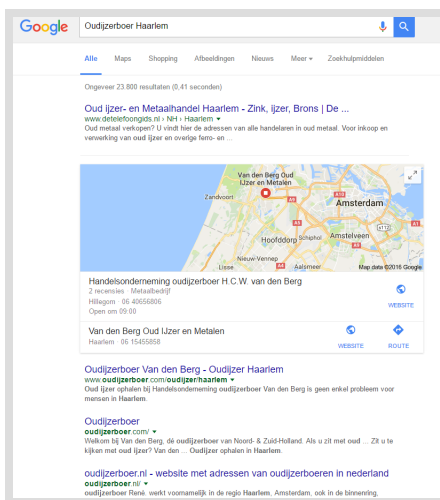 Google Oudijzerboer Haarlem
Alle Maps Shopping Afbeeldingen Nieuws Meer Zoekhulpmiddelen
Ongeveer 23.800 resultaten (0,41 seconden)
Oud ijzer- en Metaalhandel Haarlem - Zink, ijzer, Brons | De ...
www.detelefoongids.nl › NH › Haarlem
Oud metaal verkopen? U vindt hier de adressen van alle handelaren in oud metaal. Voor inkoop en
verwerking van oud ijzer en overige ferro- en ...
Van den Berg Oud
IJzer en Metalen
Zandvoort
A10
Amsterdam
A9
A1
Hoofddorp Schiphol Amstelveen
s112
Nieuw-Vennep
Lisse A44 Aalsmeer Map data ©2016 Google
Handelsonderneming oudijzerboer H.C.W. van den Berg
2 recensies Metaalbedrijf
Hillegom · 06 40656806
Open om 09:00
WEBSITE
Van den Berg Oud IJzer en Metalen
Haarlem · 06 15455858
WEBSITE ROUTE
Oudijzerboer Van den Berg - Oudijzer Haarlem
www.oudijzerboer.com/oudijzer/haarlem
Oud ijzer ophalen bij Handelsonderneming oudijzerboer Van den Berg is geen enkel probleem voor
mensen in Haarlem.
Oudijzerboer
oudijzerboer.com/
Welkom bij Van den Berg, dé oudijzerboer van Noord- & Zuid-Holland. Als u zit met oud ... Zit u te
kijken met oud ijzer? Van den ... Oudijzer ophalen in Haarlem.
oudijzerboer.nl - website met adressen van oudijzerboeren in nederland
oudijzerboer.nl/
oudijzerboer René. werkt voornamelijk in de regio Haarlem, Amsterdam, ook in de binnenring,